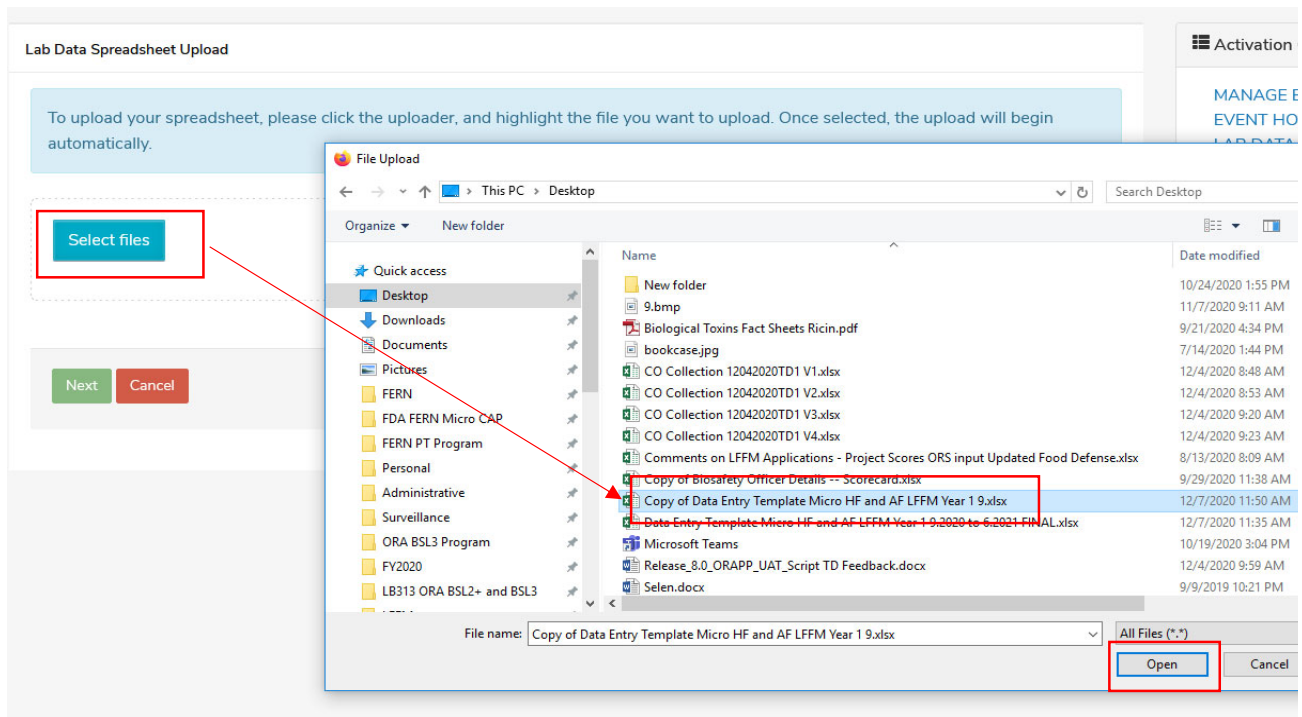 Lab Data Spreadsheet Upload
Activation
MANAGE
EVENT
To upload your spreadsheet, please click the uploader, and highlight the file you want to upload. Once selected, the upload will begin
automatically.
Select files
Next Cancel
File Upload
This PC > Desktop
Search Desktop
Organize New folder
Quick access
Desktop
Downloads
Documents
Pictures
FERN
FDA FERN Micro CAP
FERN PT Program
Personal
Administrative
Surveillance
ORA BSL3 Program
FY2020
LB313 ORA BSL2+ and BSL3
Name Date modified
New folder 10/24/2020 1:55 PM
9.bmp 11/7/2020 9:11 AM
Biological Toxins Fact Sheets Ricin.pdf 9/21/2020 4:34 PM
bookcase.jpg 7/14/2020 1:44 PM
CO Collection 12042020TD1 V1.xlsx 12/4/2020 8:48 AM
CO Collection 12042020TD1 V2.xlsx 12/4/2020 8:53 AM
CO Collection 12042020TD1 V3.xlsx 12/4/2020 9:20 AM
CO Collection 12042020TD1 V4.xlsx 12/4/2020 9:23 AM
Comments on LFFM Applications - Project Scores ORS input Updated Food Defense.xlsx 8/13/2020 8:09 AM
Copy of Biosafety Officer Details -- Scorecard.xlsx 9/29/2020 11:38 AM
Copy of Data Entry Template Micro HF and AF LFFM Year 1 9.xlsx 12/7/2020 11:50 AM
Data Entry Template Micro HF and AF LFFM Year 1 9.2020 to 6.2021 FINAL.xlsx 12/7/2020 11:35 AM
Microsoft Teams 10/19/2020 3:04 PM
Release_8.0_ORAPP_UAT_Script TD Feedback.docx 12/4/2020 9:59 AM
Selen.docx 9/9/2019 10:21 PM
File name: Copy of Data Entry Template Micro HF and AF LFFM Year 1 9.xlsx
All Files (*.*)
Open Cancel